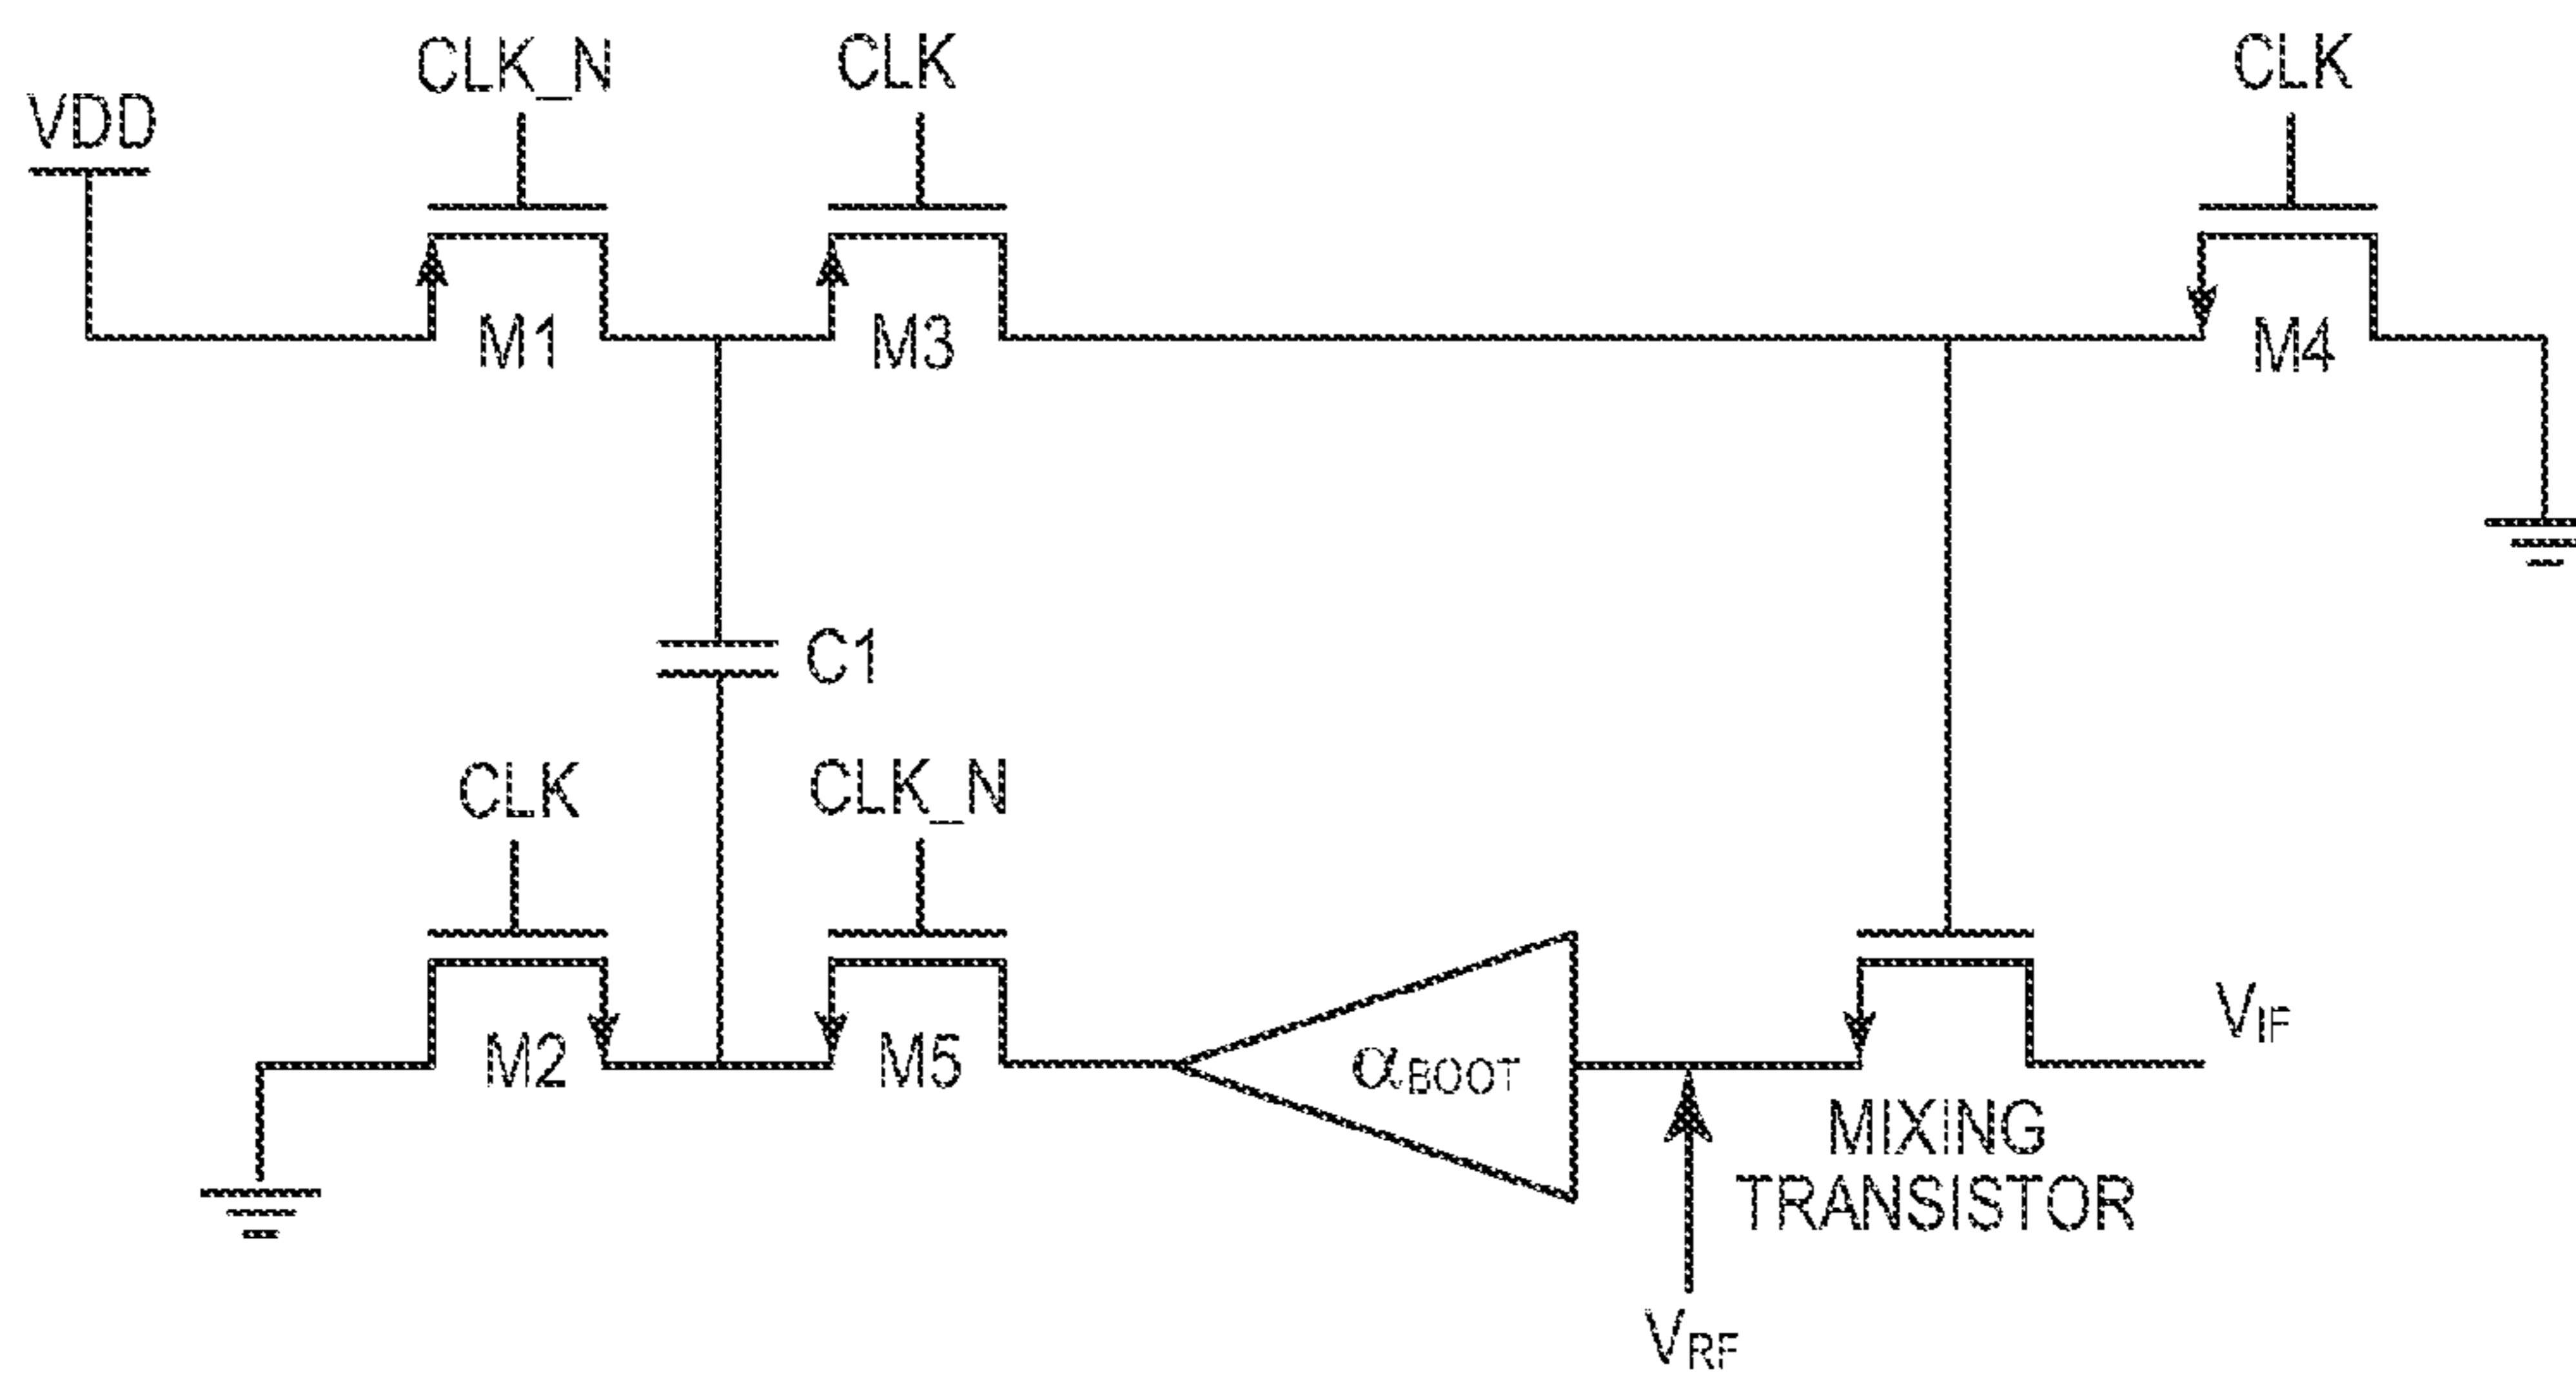 CLK_N
CLK
CLK
VDD
M1
M3
M4
C1
CLK
CLK_N
M2
M5
αBOOT
VIF
MIXING
TRANSISTOR
VRF